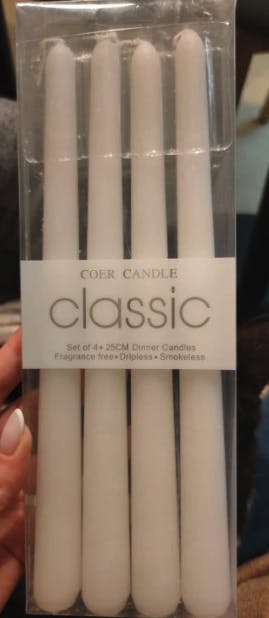 COER CANDLE
classic
Set of 4• 25CM Dinner Candles
Fragrance free• Dripless • Smokeless